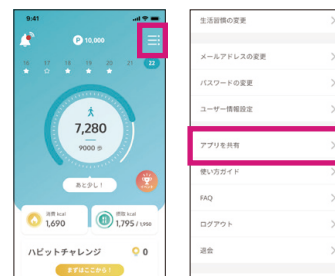 9:41
P 10,000
16 17 18 19 20 21 22
7,280
9000 歩
あと少し！
消費 kcal
1,690
摂取 kcal
1,795 / 1,950
ハビットチャレンジ
0
まずはここから！
生活習慣の変更
メールアドレスの変更
パスワードの変更
ユーザー情報設定
アプリを共有
使い方ガイド
FAQ
ログアウト
退会